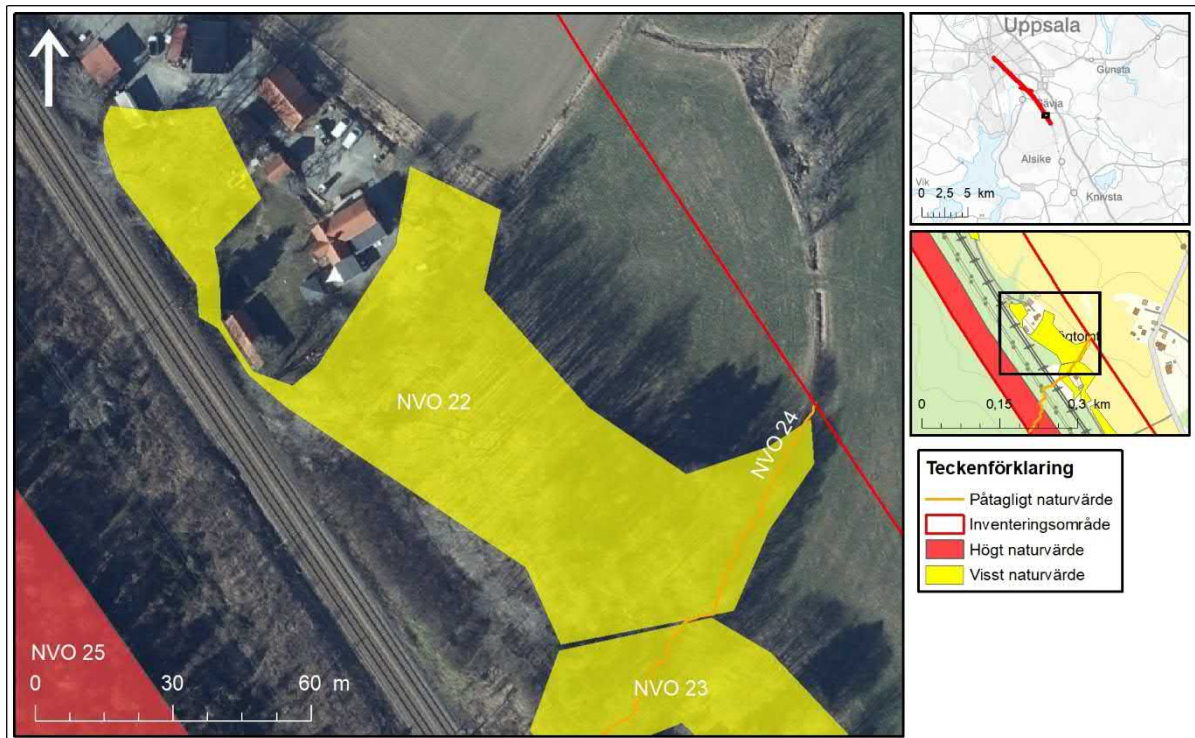 NVO 22
NVO 24
NVO 23
NVO 25
0 30 60 m
Uppsala
Gunsta
Sävja
Alsike
Vik
Knivsta
0 2,5 5 km
0 0,15 0,3 km
Teckenförklaring
Påtagligt naturvärde
Inventeringsområde
Högt naturvärde
Visst naturvärde